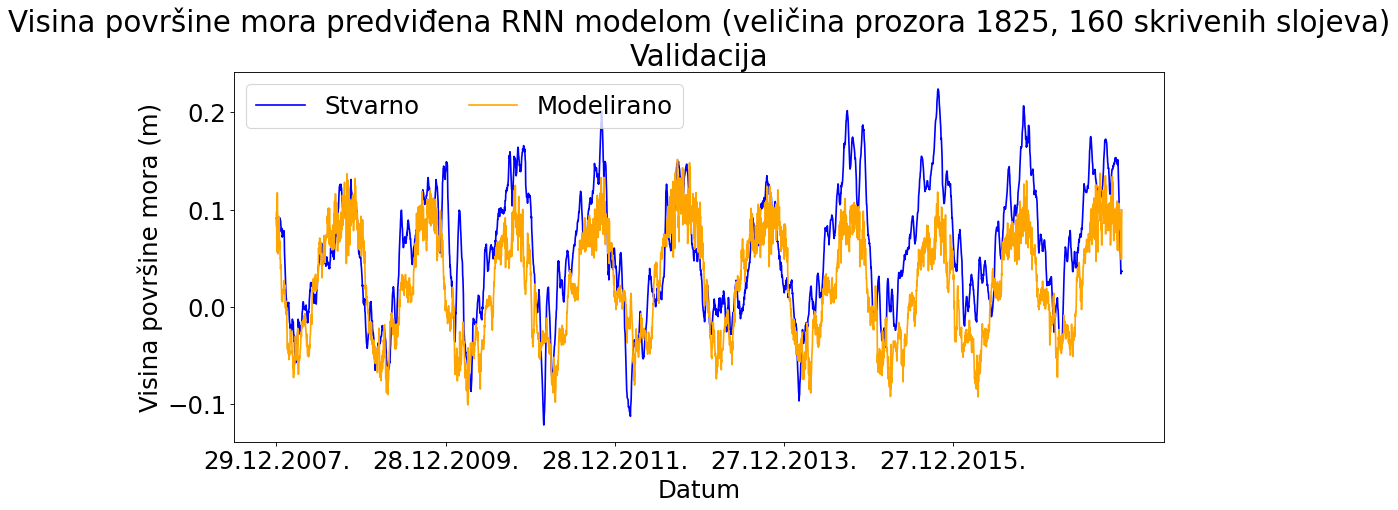 Visina površine mora predviđena RNN modelom (veličina prozora 1825, 160 skrivenih slojeva)
Validacija
Stvarno Modelirano
Visina površine mora (m)
0.2
0.1
0.0
−0.1
29.12.2007. 28.12.2009. 28.12.2011. 27.12.2013. 27.12.2015.
Datum